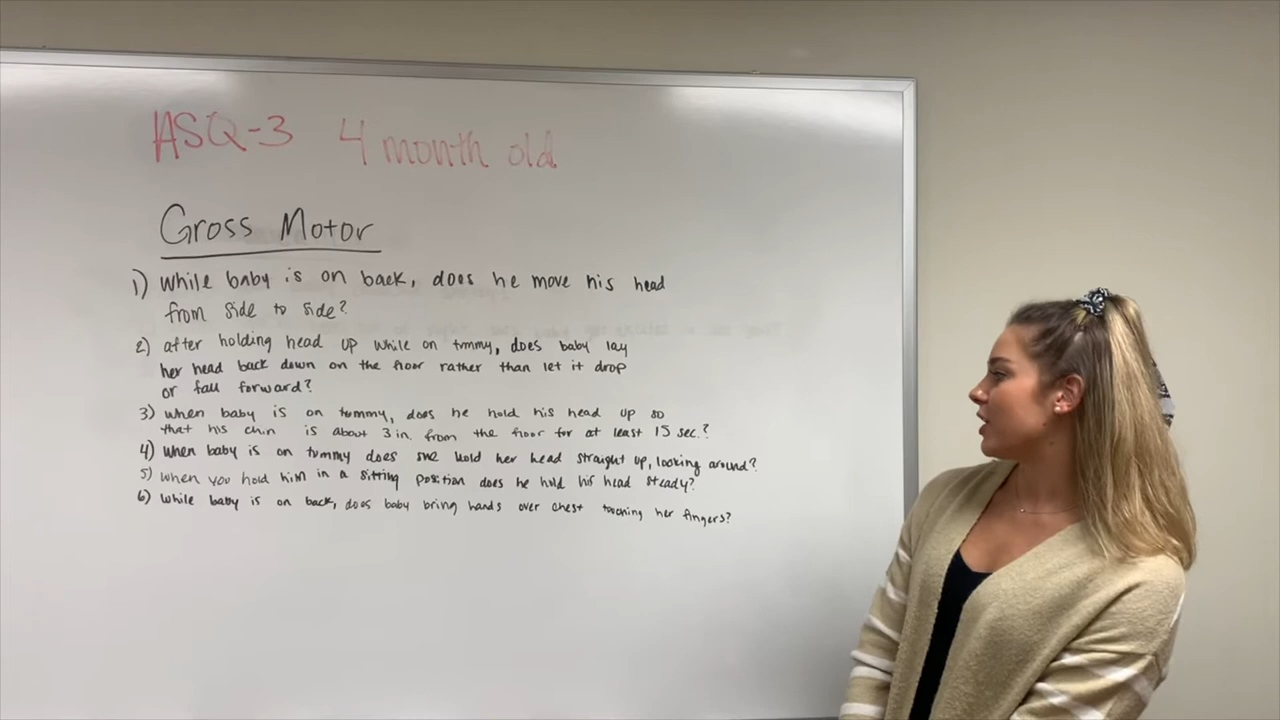 ASQ-3 4 month old
Gross Motor
1) While baby is on back, does he move his head
from side to side?
2) after holding head up while on tummy, does baby lay
her head back down on the floor rather than let it drop
or fall forward?
3) when baby is on tummy, does he hold his head up so
that his chin is about 3 in. from the floor for at least 15 sec.?
4) When baby is on tummy does she hold her head straight up, looking around?
5) when you hold him in a sitting position does he hold his head steady?
6) While baby is on back, does baby bring hands over chest touching her fingers?